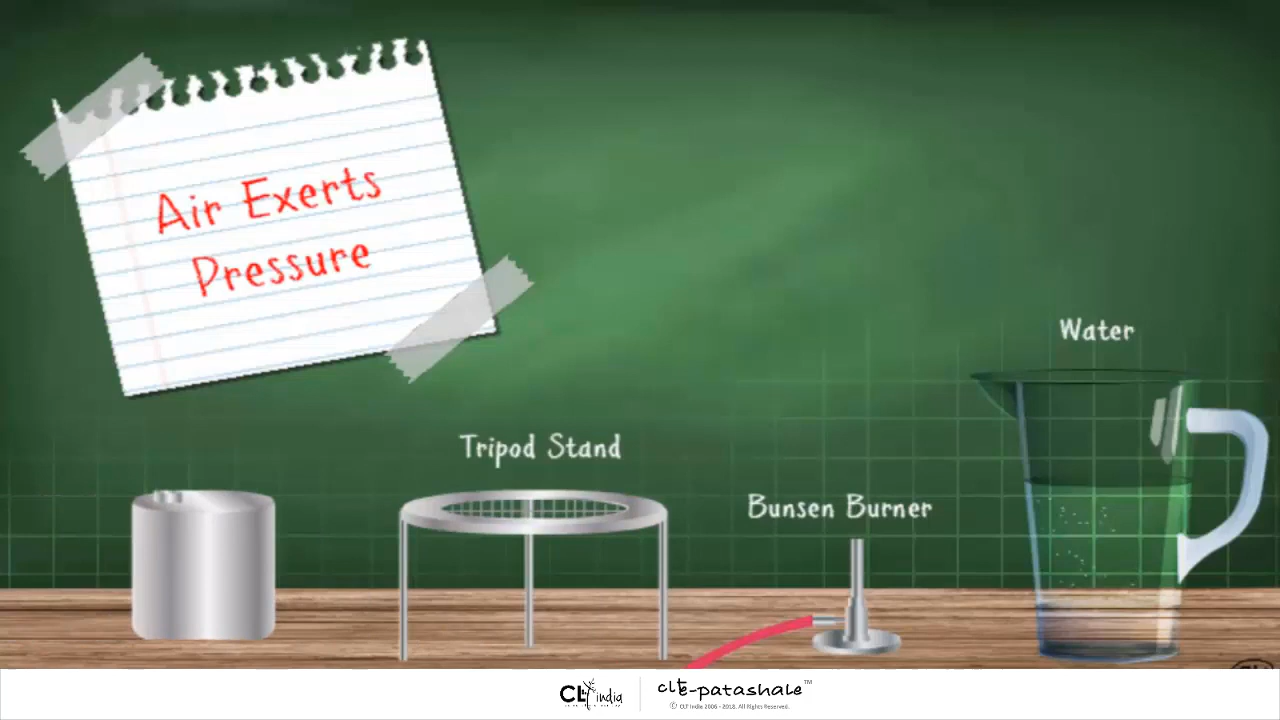 Air Exerts
Pressure
Water
Tripod Stand
Bunsen Burner
CLT india
clt e-patashale™
© CLT India 2006 - 2018. All Rights Reserved.